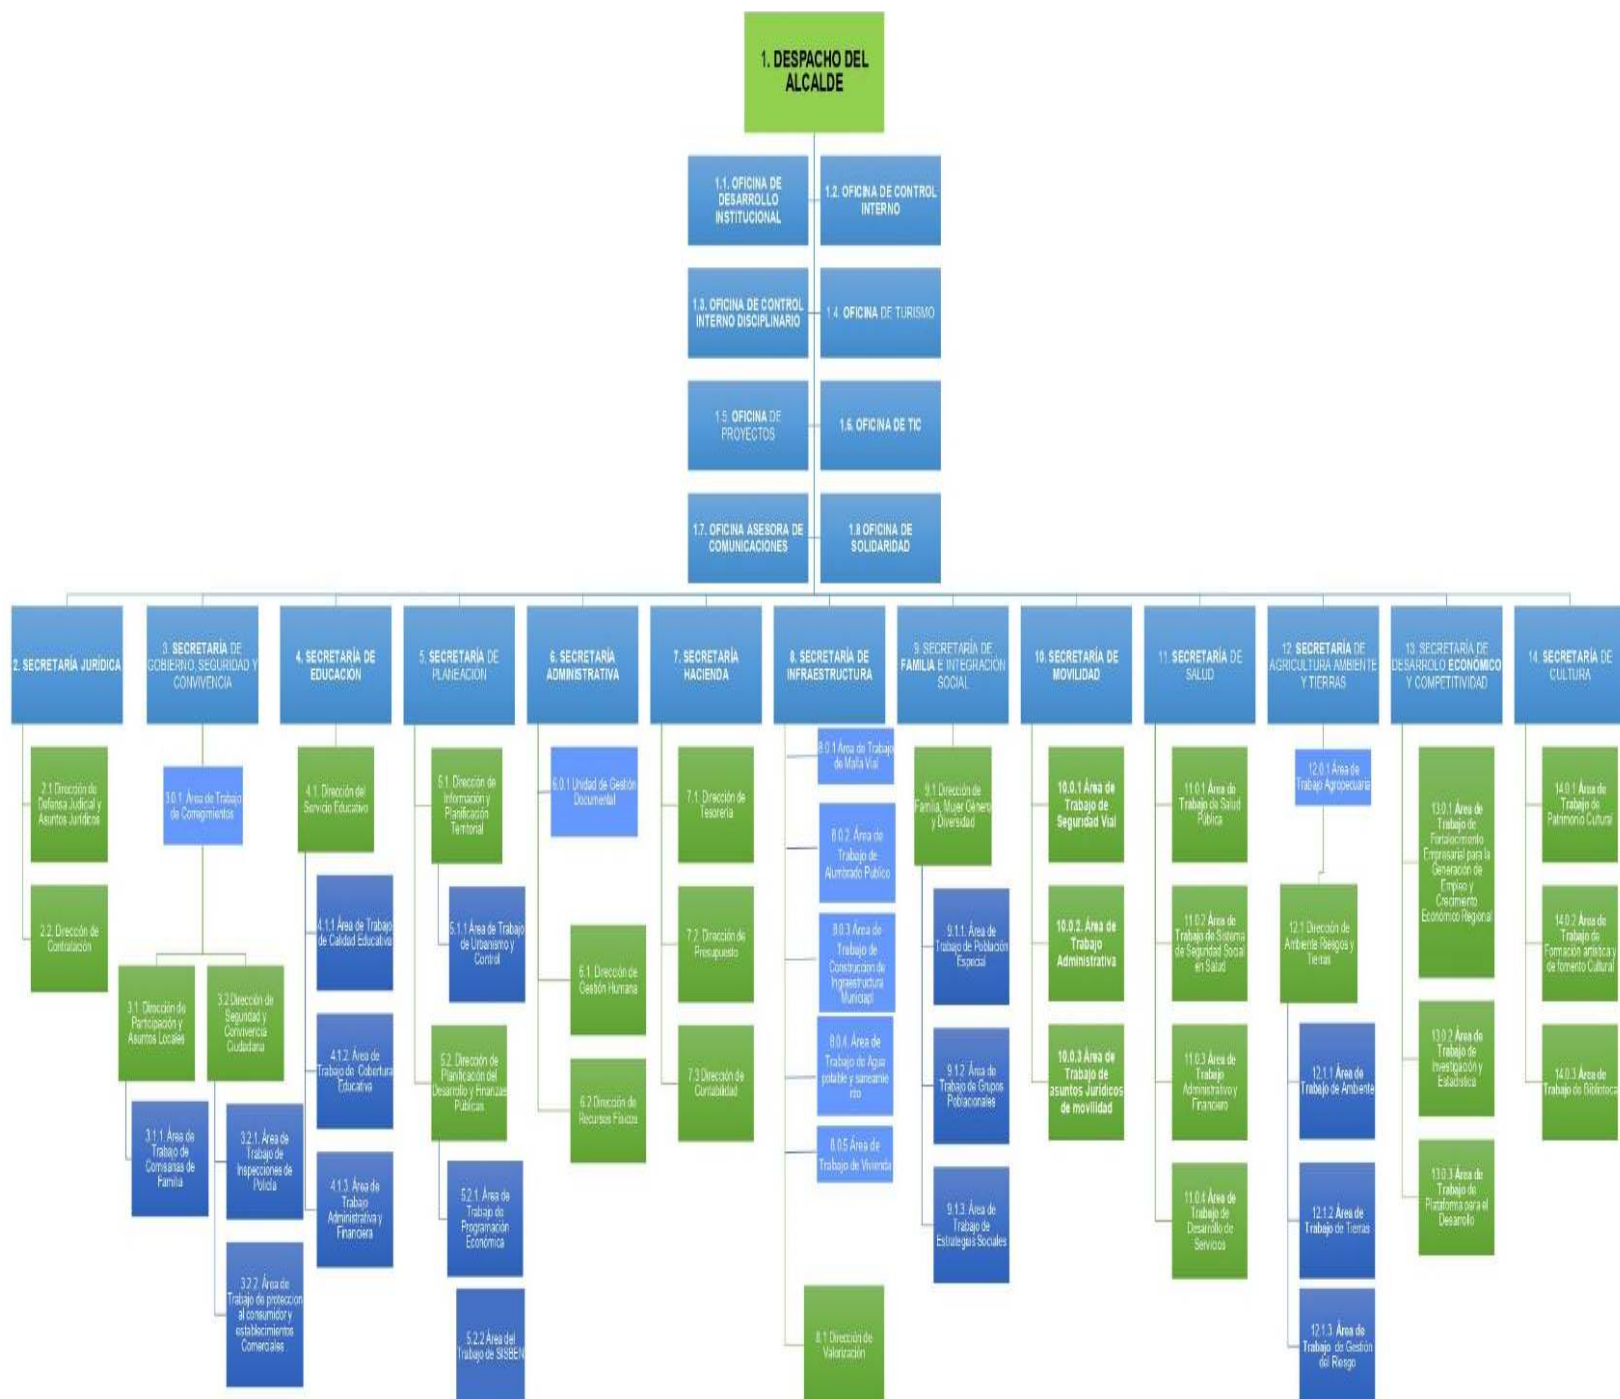 1. DESPACHO DEL
ALCALDE
1.1. OFICINA DE
DESARROLLO
INSTITUCIONAL
1.2. OFICINA DE CONTROL
INTERNO
1.3. OFICINA DE CONTROL
INTERNO DISCIPLINARIO
1.4. OFICINA DE TURISMO
1.5. OFICINA DE
PROYECTOS
1.6. OFICINA DE TIC
1.7. OFICINA ASESORA DE
COMUNICACIONES
1.8 OFICINA DE
SOLIDARIDAD
2. SECRETARÍA JURÍDICA
3. SECRETARÍA DE
GOBIERNO, SEGURIDAD Y
CONVIVENCIA
4. SECRETARÍA DE
EDUCACIÓN
5. SECRETARÍA DE
PLANEACIÓN
6. SECRETARÍA
ADMINISTRATIVA
7. SECRETARÍA
HACIENDA
8. SECRETARÍA DE
INFRAESTRUCTURA
9. SECRETARÍA DE
FAMILIA E INTEGRACIÓN
SOCIAL
10. SECRETARÍA DE
MOVILIDAD
11. SECRETARÍA DE
SALUD
12. SECRETARÍA DE
AGRICULTURA AMBIENTE
Y TIERRAS
13. SECRETARÍA DE
DESARROLO ECONÓMICO
Y COMPETITIVIDAD
14. SECRETARÍA DE
CULTURA
2.1 Dirección de
Defensa Judicial y
Asuntos Jurídicos
2.2. Dirección de
Contratación
3.0.1. Área de Trabajo
de Corregimientos
3.1. Dirección de
Participación y
Asuntos Locales
3.1.1. Área de
Trabajo de
Comisarías de
Familia
3.2 Dirección de
Seguridad y
Convivencia
Ciudadana
3.2.1. Área de
Trabajo de
Inspecciones de
Policía
3.2.2. Área de
Trabajo de proteccion
al consumidor y
establecimientos
Comerciales
4.1. Dirección del
Servicio Educativo
4.1.1 Área de Trabajo
de Calidad Educativa
4.1.2. Área de
Trabajo de Cobertura
Educativa
4.1.3. Área de
Trabajo
Administrativa y
Financiera
5.1. Dirección de
Información y
Planificación
Territorial
5.1.1 Área de Trabajo
de Urbanismo y
Control
5.2. Dirección de
Planificación del
Desarrollo y Finanzas
Públicas
5.2.1. Área de
Trabajo de
Programación
Económica
5.2.2 Área del
Trabajo de SISBEN
6.0.1 Unidad de Gestión
Documental
6.1. Dirección de
Gestión Humana
6.2 Dirección de
Recursos Físicos
7.1. Dirección de
Tesorería
7.2. Dirección de
Presupuesto
7.3 Dirección de
Contabilidad
8.0.1 Área de Trabajo
de Malla Vial
8.0.2. Área de
Trabajo de
Alumbrado Publico
8.0.3 Área de
Trabajo de
Construccion de
Ingraestructura
Municiapl
8.0.4. Área de
Trabajo de Agua
potable y saneamie
nto
8.0.5 Área de
Trabajo de Vivienda
8.1 Dirección de
Valorización
9.1 Dirección de
Familia, Mujer Género
y Diversidad
9.1.1. Área de
Trabajo de Población
Especial
9.1.2 Área de
Trabajo de Grupos
Poblacionales
9.1.3. Área de
Trabajo de
Estrategias Sociales
10.0.1 Área de
Trabajo de
Seguridad Vial
10.0.2. Área de
Trabajo
Administrativa
10.0.3 Área de
Trabajo de
asuntos Jurídicos
de movilidad
11.0.1 Área de
Trabajo de Salud
Pública
11.0.2 Área de
Trabajo de Sistema
de Seguridad Social
en Salud
11.0.3 Área de
Trabajo
Administrativo y
Financiero
11.0.4 Área de
Trabajo de
Desarrollo de
Servicios
12.0.1 Área de
Trabajo Agropecuaria
12.1 Dirección de
Ambiente Riesgos y
Tierras
12.1.1 Área de
Trabajo de Ambiente
12.1.2 Área de
Trabajo de Tierras
12.1.3. Área de
Trabajo de Gestión
del Riesgo
13.0.1 Área de
Trabajo de
Fortalecimiento
Empresarial para la
Generación de
Empleo y
Crecimiento
Económico Regional
13.0.2 Área de
Trabajo de
Investigación y
Estadística
13.0.3 Área de
Trabajo de
Plataforma para el
Desarrollo
14.0.1 Área de
Trabajo de
Patrimonio Cultural
14.0.2 Área de
Trabajo de
Formación artística y
de fomento Cultural
14.0.3 Área de
Trabajo de Biblioteca